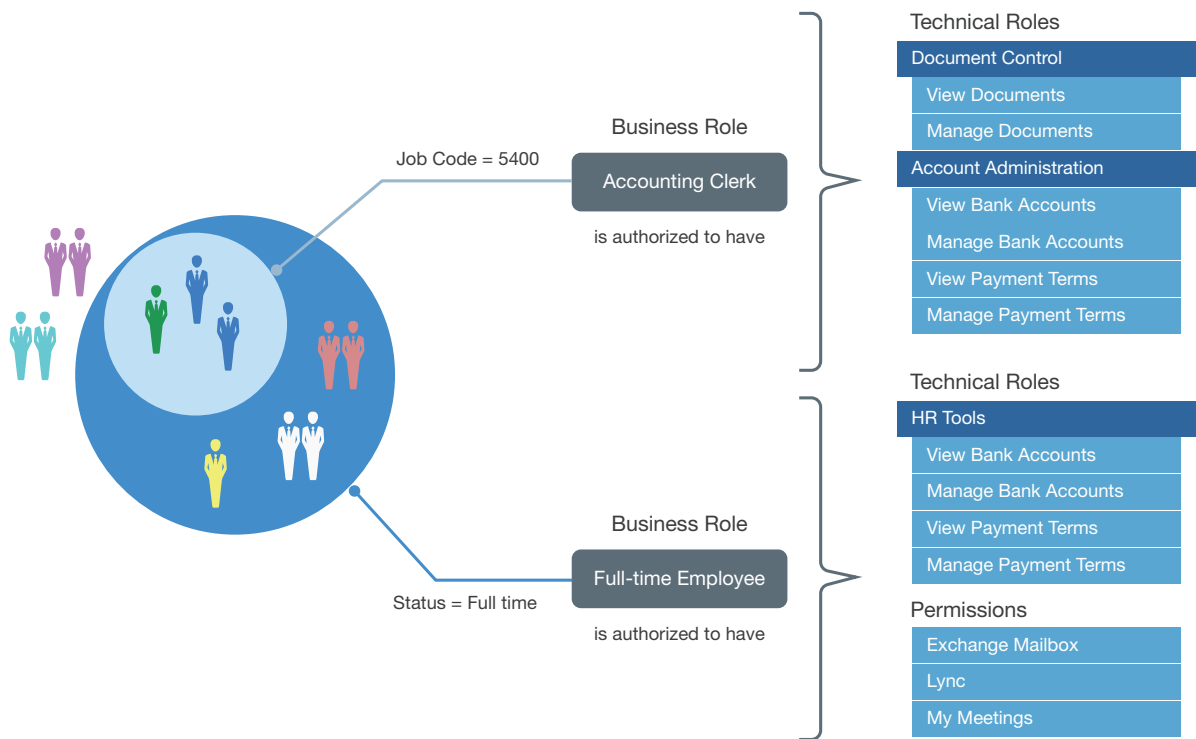 Technical Roles
Document Control
View Documents
Manage Documents
Account Administration
View Bank Accounts
Manage Bank Accounts
View Payment Terms
Manage Payment Terms
Job Code = 5400
Business Role
Accounting Clerk
is authorized to have
Technical Roles
HR Tools
View Bank Accounts
Manage Bank Accounts
View Payment Terms
Manage Payment Terms
Status = Full time
Business Role
Full-time Employee
is authorized to have
Permissions
Exchange Mailbox
Lync
My Meetings